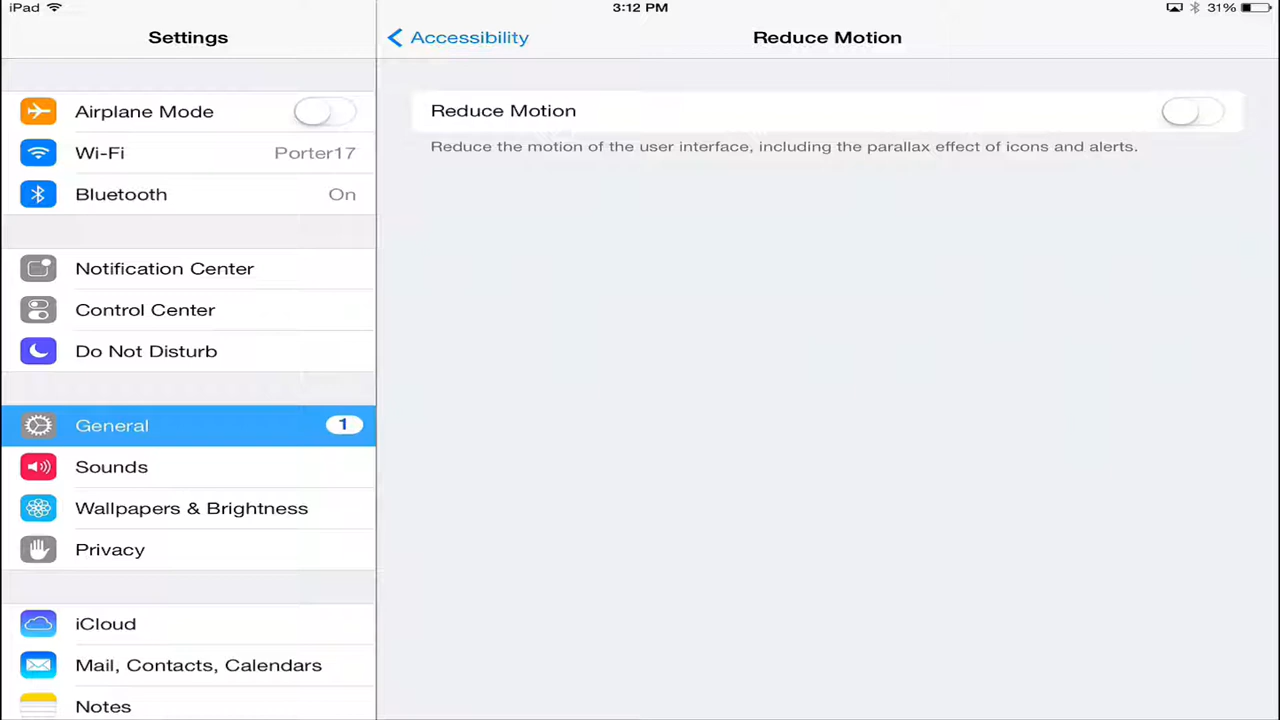 iPad 3:12 PM 31%
Settings
Airplane Mode
Wi-Fi Porter17
Bluetooth On
Notification Center
Control Center
Do Not Disturb
General 1
Sounds
Wallpapers & Brightness
Privacy
iCloud
Mail, Contacts, Calendars
Notes
Accessibility Reduce Motion
Reduce Motion
Reduce the motion of the user interface, including the parallax effect of icons and alerts.